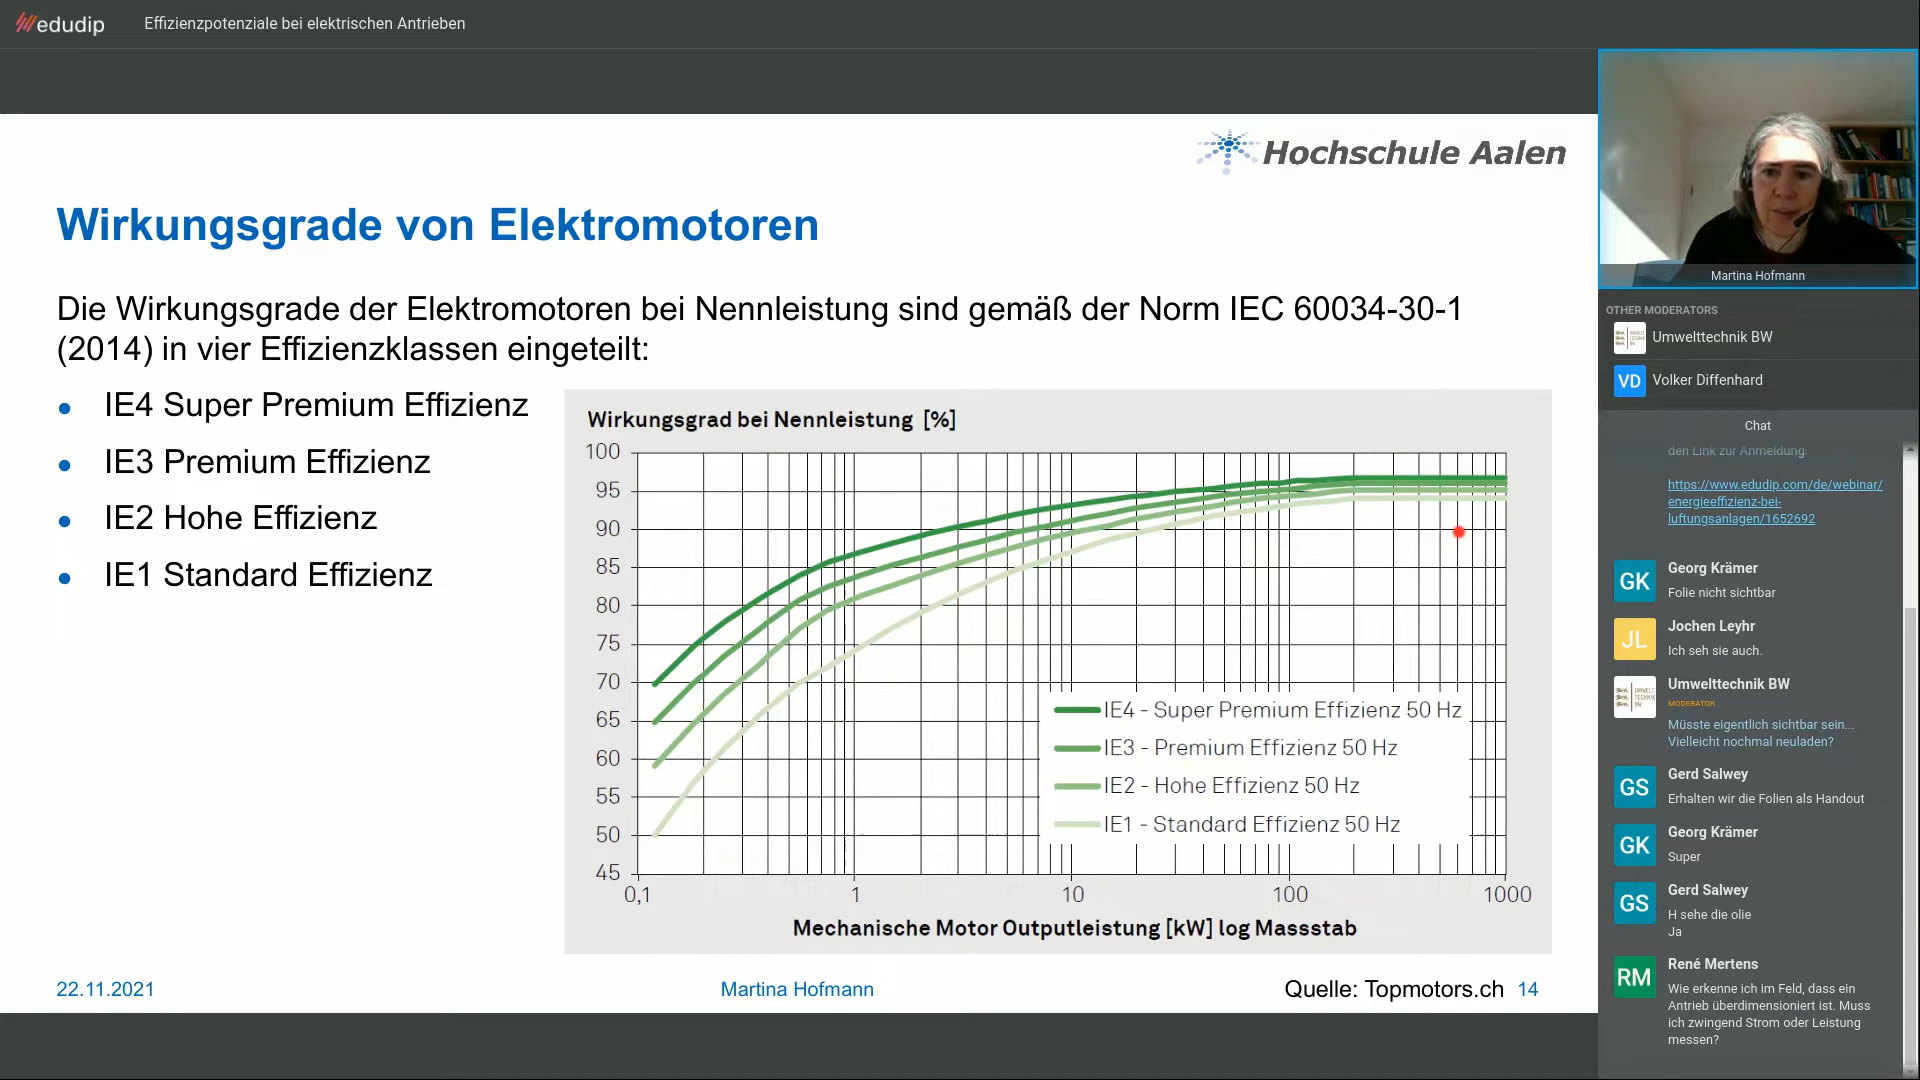 edudip
Effizienzpotenziale bei elektrischen Antrieben
Hochschule Aalen
Wirkungsgrade von Elektromotoren
Die Wirkungsgrade der Elektromotoren bei Nennleistung sind gemäß der Norm IEC 60034-30-1
(2014) in vier Effizienzklassen eingeteilt:
IE4 Super Premium Effizienz
IE3 Premium Effizienz
IE2 Hohe Effizienz
IE1 Standard Effizienz
Wirkungsgrad bei Nennleistung [%]
100
95
90
85
80
75
70
65
60
55
50
45
0,1 1 10 100 1000
IE4 - Super Premium Effizienz 50 Hz
IE3 - Premium Effizienz 50 Hz
IE2 - Hohe Effizienz 50 Hz
IE1 - Standard Effizienz 50 Hz
Mechanische Motor Outputleistung [kW] log Massstab
22.11.2021
Martina Hofmann
Quelle: Topmotors.ch 14
Martina Hofmann
OTHER MODERATORS
Umwelttechnik BW
VD Volker Diffenhard
Chat
den Link zur Anmeldung:
https://www.edudip.com/de/webinar/
energieeffizienz-bei-
luftungsanlagen/1652692
GK
Georg Krämer
Folie nicht sichtbar
JL
Jochen Leyhr
Ich seh sie auch.
Umwelttechnik BW
MODERATOR
Müsste eigentlich sichtbar sein...
Vielleicht nochmal neuladen?
GS
Gerd Salwey
Erhalten wir die Folien als Handout
GK
Georg Krämer
Super
GS
Gerd Salwey
H sehe die olie
Ja
RM
René Mertens
Wie erkenne ich im Feld, dass ein
Antrieb überdimensioniert ist. Muss
ich zwingend Strom oder Leistung
messen?